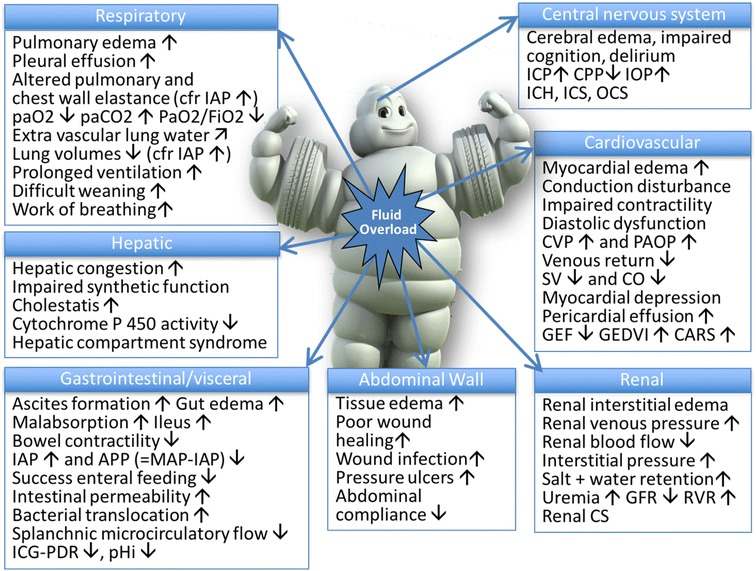 Respiratory
Pulmonary edema ↑
Pleural effusion ↑
Altered pulmonary and
chest wall elastance (cfr IAP ↑)
paO2 ↓ paCO2 ↑ PaO2/FiO2 ↓
Extra vascular lung water ↗
Lung volumes ↓ (cfr IAP ↑)
Prolonged ventilation ↑
Difficult weaning ↑
Work of breathing↑
Central nervous system
Cerebral edema, impaired
cognition, delirium
ICP↑ CPP↓ IOP↑
ICH, ICS, OCS
Cardiovascular
Myocardial edema ↑
Conduction disturbance
Impaired contractility
Diastolic dysfunction
CVP ↑ and PAOP ↑
Venous return ↓
SV ↓ and CO ↓
Myocardial depression
Pericardial effusion ↑
GEF ↓ GEDVI ↑ CARS ↑
Fluid
Overload
Hepatic
Hepatic congestion ↑
Impaired synthetic function
Cholestatis ↑
Cytochrome P 450 activity ↓
Hepatic compartment syndrome
Gastrointestinal/visceral
Ascites formation ↑ Gut edema ↑
Malabsorption ↑ Ileus ↑
Bowel contractility ↓
IAP ↑ and APP (=MAP-IAP) ↓
Success enteral feeding ↓
Intestinal permeability ↑
Bacterial translocation ↑
Splanchnic microcirculatory flow ↓
ICG-PDR ↓, pHi ↓
Abdominal Wall
Tissue edema ↑
Poor wound
healing↑
Wound infection↑
Pressure ulcers ↑
Abdominal
compliance ↓
Renal
Renal interstitial edema
Renal venous pressure ↑
Renal blood flow ↓
Interstitial pressure ↑
Salt + water retention↑
Uremia ↑ GFR ↓ RVR ↑
Renal CS